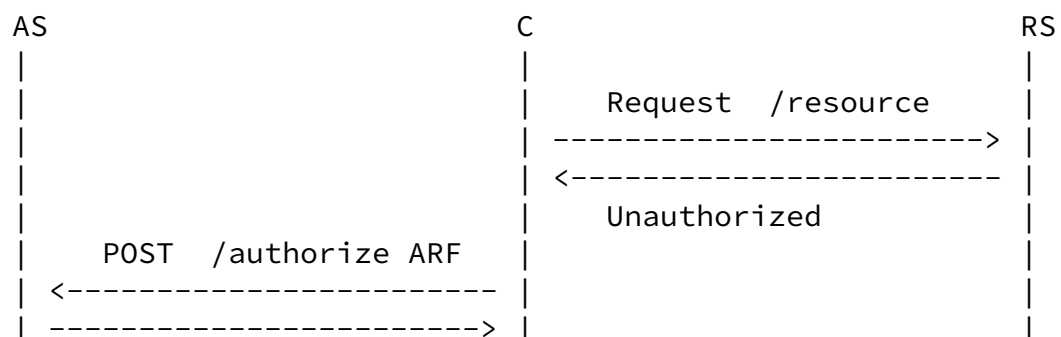 AS C RS
Request /resource
Unauthorized
POST /authorize ARF